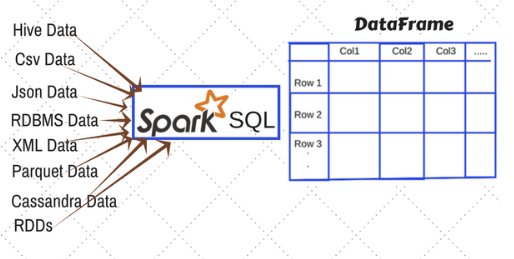 Hive Data
Csv Data
Json Data
RDBMS Data
XML Data
Parquet Data
Cassandra Data
RDDs
Spark SQL
DataFrame
Col1 Col2 Col3 .....
Row 1
Row 2
Row 3
.
.